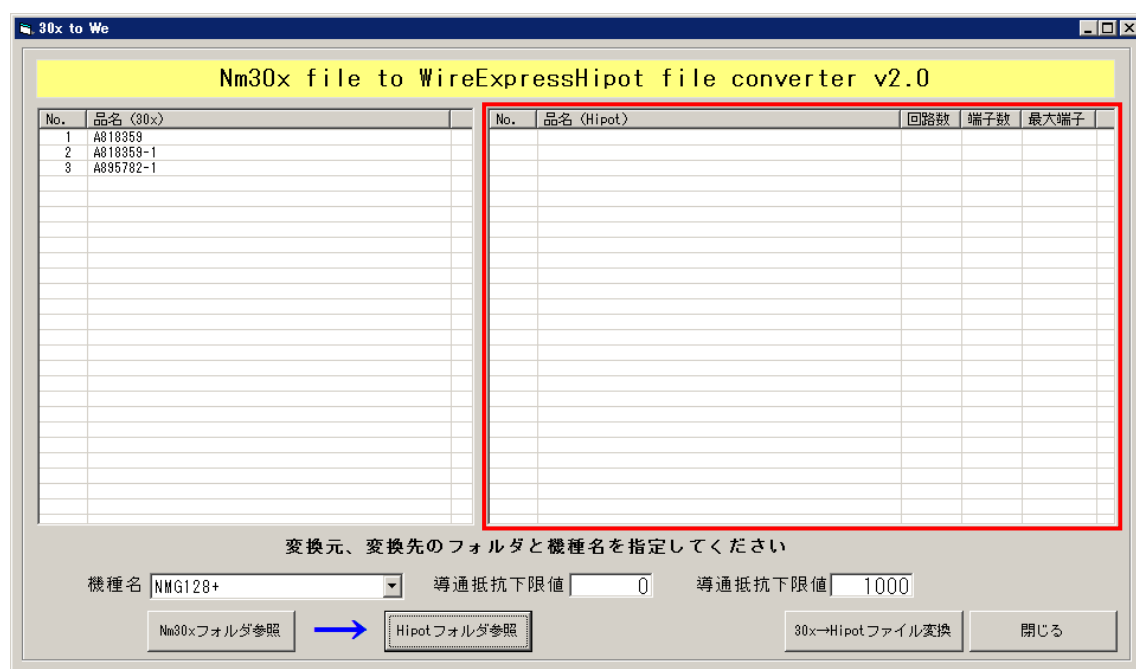 30x to We
Nm30x file to WireExpressHipot file converter v2.0
No. 品名 (30x)
1 A818359
2 A818359-1
3 A895782-1
No. 品名 (Hipot) 回路数 端子数 最大端子
変換元、変換先のフォルダと機種名を指定してください
機種名 NMG128+ 導通抵抗下限値 0 導通抵抗下限値 1000
Nm30xフォルダ参照 → Hipotフォルダ参照 30x→Hipotファイル変換 閉じる